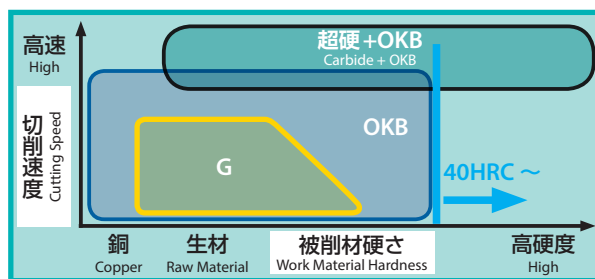 高速
High
超硬+OKB
Carbide + OKB
切削速度
Cutting Speed
OKB
G
40HRC ～
銅
Copper
生材
Raw Material
被削材硬さ
Work Material Hardness
高硬度
High